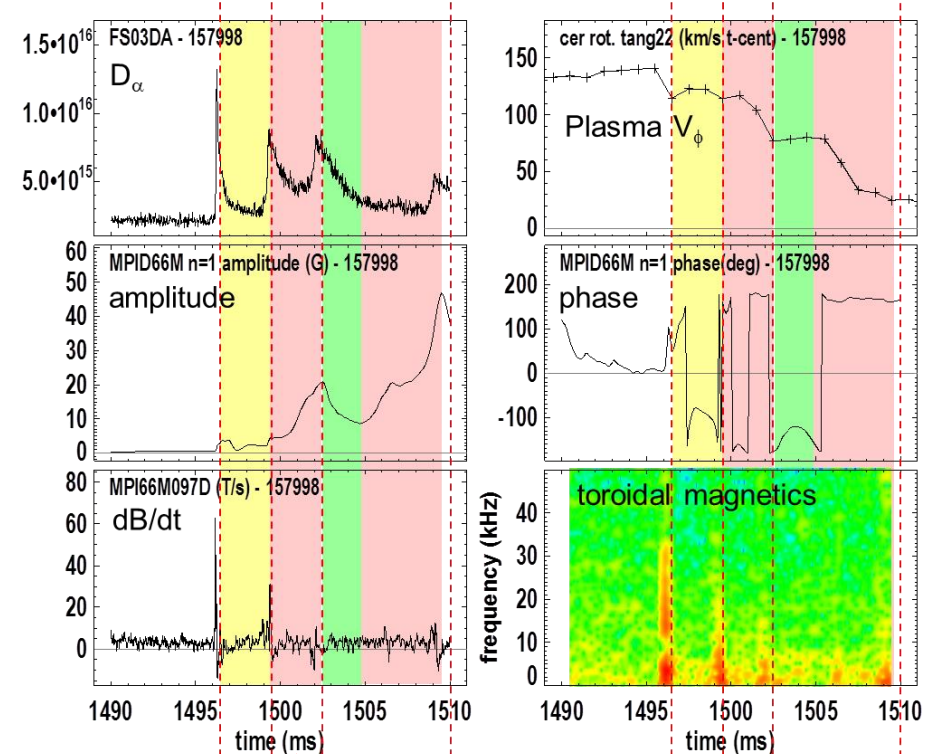 FS03DA - 157998
Dα
1.5•10¹⁶
1.0•10¹⁶
5.0•10¹⁵
cer rot. tang22 (km/s t-cent) - 157998
Plasma Vϕ
150
100
50
0
MPID66M n=1 amplitude (G) - 157998
amplitude
60
50
40
30
20
10
0
MPID66M n=1 phase(deg) - 157998
phase
200
100
0
-100
MPI66M097D (T/s) - 157998
dB/dt
80
60
40
20
0
1490 1495 1500 1505 1510
time (ms)
toroidal magnetics
frequency (kHz)
40
30
20
10
0
1490 1495 1500 1505 1510
time (ms)